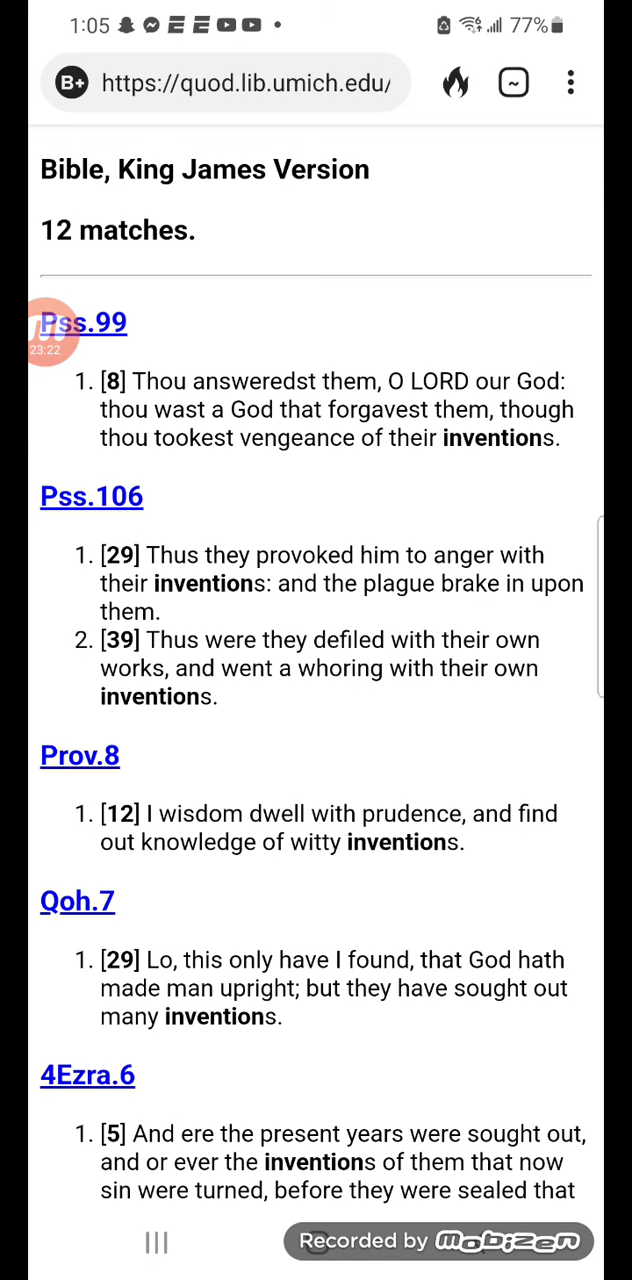 1:05
77%
B+ https://quod.lib.umich.edu/
Bible, King James Version
12 matches.
Pss.99
23:22
1. [8] Thou answeredst them, O LORD our God:
thou wast a God that forgavest them, though
thou tookest vengeance of their inventions.
Pss.106
1. [29] Thus they provoked him to anger with
their inventions: and the plague brake in upon
them.
2. [39] Thus were they defiled with their own
works, and went a whoring with their own
inventions.
Prov.8
1. [12] I wisdom dwell with prudence, and find
out knowledge of witty inventions.
Qoh.7
1. [29] Lo, this only have I found, that God hath
made man upright; but they have sought out
many inventions.
4Ezra.6
1. [5] And ere the present years were sought out,
and or ever the inventions of them that now
sin were turned, before they were sealed that
Recorded by mobizen